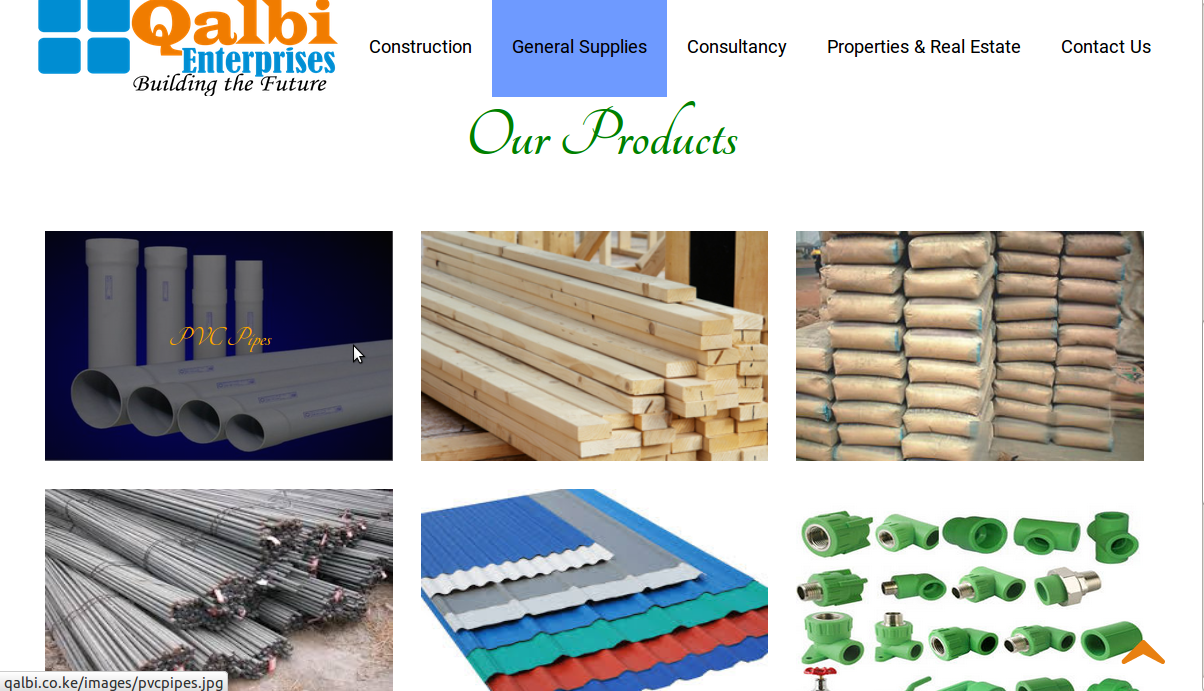 Qalbi
Enterprises
Building the Future
Construction
General Supplies
Consultancy
Properties & Real Estate
Contact Us
Our Products
PVC Pipes
qalbi.co.ke/images/pvcpipes.jpg